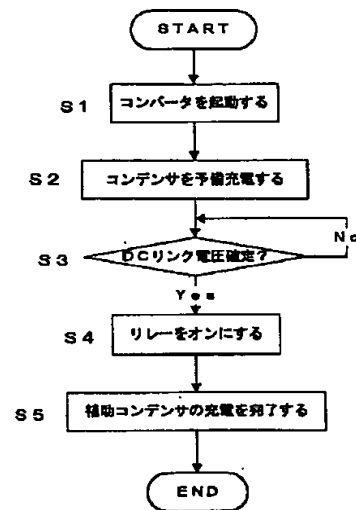 START
S1 コンバータを起動する
S2 コンデンサを予備充電する
No
S3 DCリンク電圧確定?
Yes
S4 リレーをオンにする
S5 補助コンデンサの充電を完了する
END